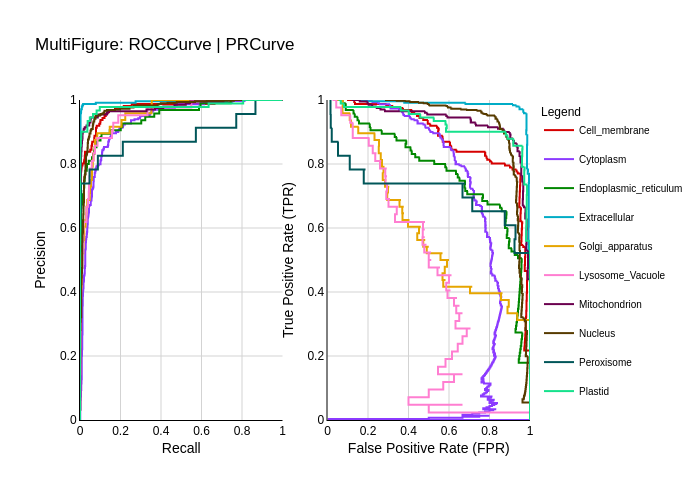 MultiFigure: ROCCurve | PRCurve
Precision
1
0.8
0.6
0.4
0.2
0
0 0.2 0.4 0.6 0.8 1
Recall
True Positive Rate (TPR)
1
0.8
0.6
0.4
0.2
0
0 0.2 0.4 0.6 0.8 1
False Positive Rate (FPR)
Legend
Cell_membrane
Cytoplasm
Endoplasmic_reticulum
Extracellular
Golgi_apparatus
Lysosome_Vacuole
Mitochondrion
Nucleus
Peroxisome
Plastid